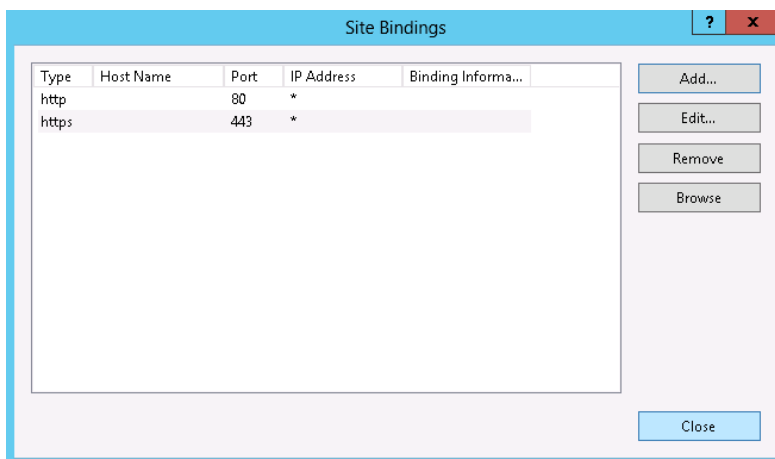 Site Bindings
? x
Type Host Name Port IP Address Binding Informa...
http 80 *
https 443 *
Add...
Edit...
Remove
Browse
Close